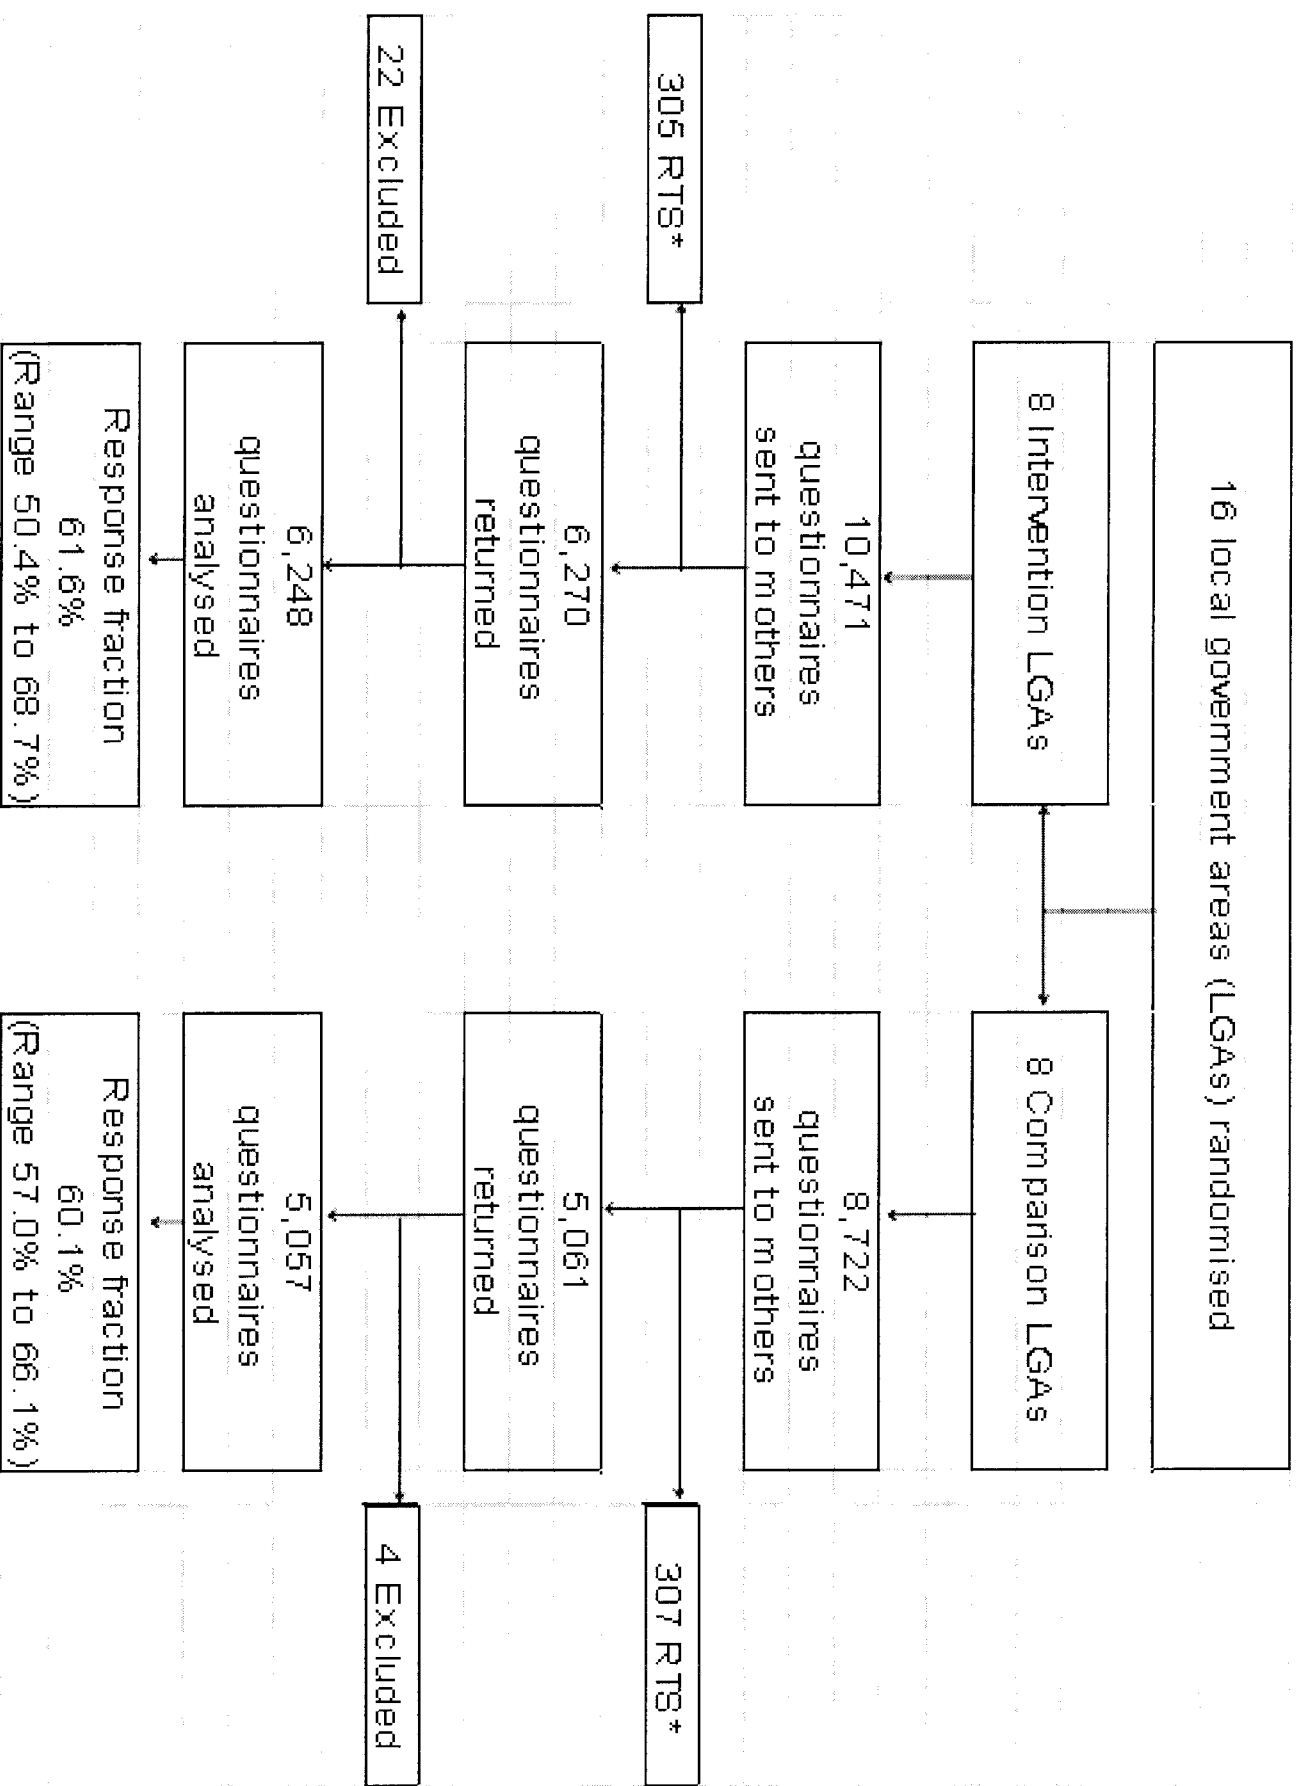 16 local government areas (LGAs) randomised
8 Intervention LGAs
8 Comparison LGAs
10,471
questionnaires
sent to mothers
8,722
questionnaires
sent to mothers
305 RTS*
307 RTS*
6,270
questionnaires
returned
5,061
questionnaires
returned
22 Excluded
4 Excluded
6,248
questionnaires
analysed
5,057
questionnaires
analysed
Response fraction
61.6%
(Range 50.4% to 68.7%)
Response fraction
60.1%
(Range 57.0% to 66.1%)